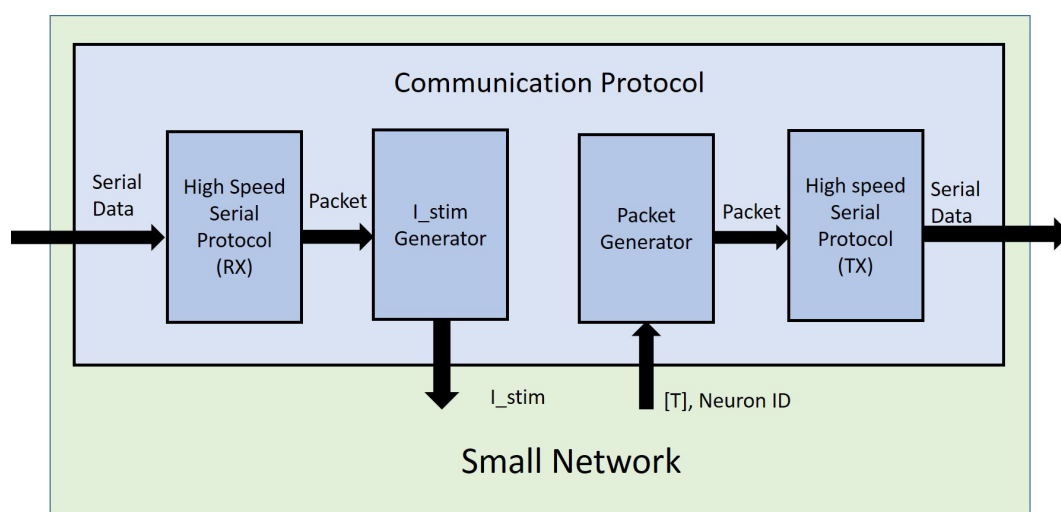 Communication Protocol
Serial
Data
High Speed
Serial
Protocol
(RX)
Packet
I_stim
Generator
Packet
Generator
Packet
High speed
Serial
Protocol
(TX)
Serial
Data
I_stim
[T], Neuron ID
Small Network